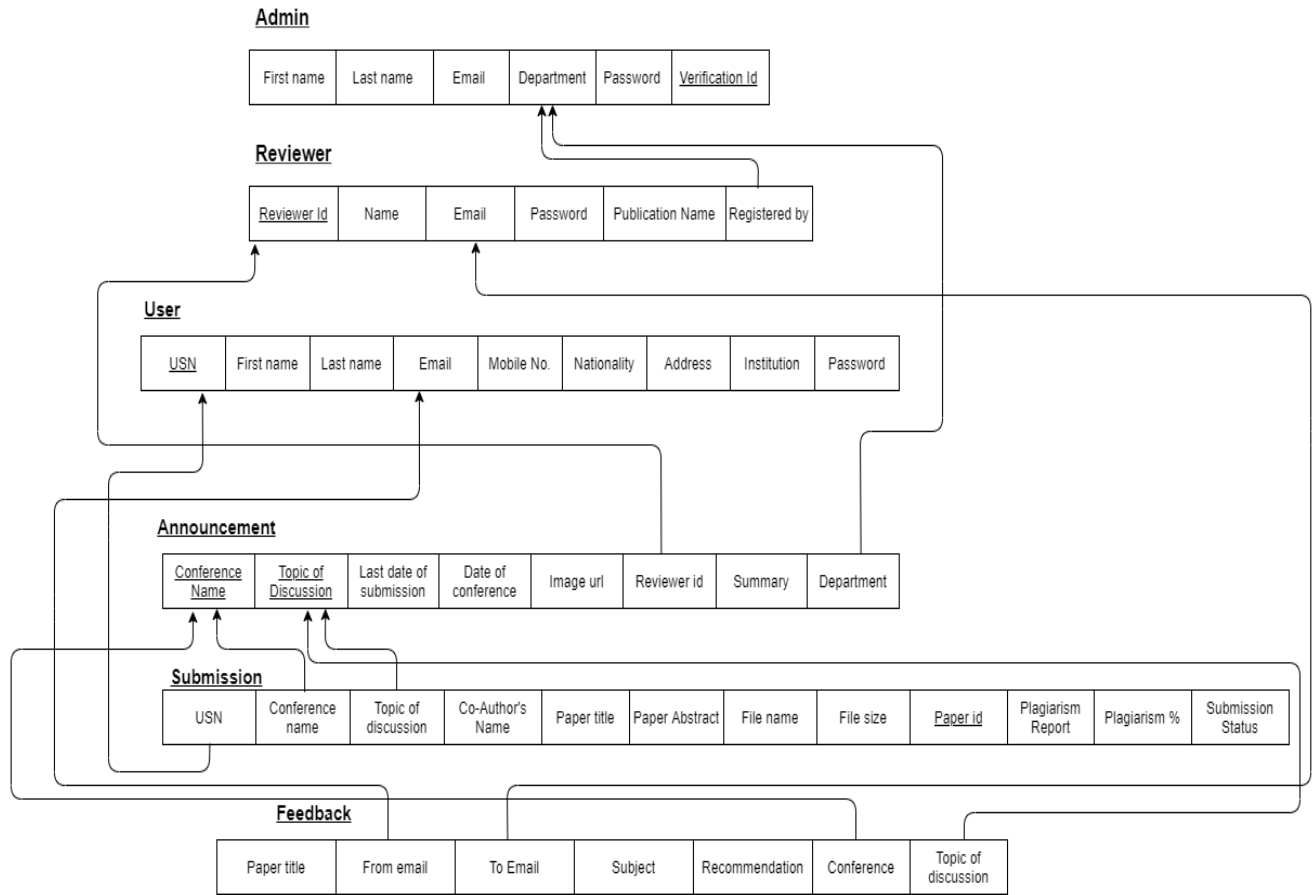 Admin
First name Last name Email Department Password Verification Id
Reviewer
Reviewer Id Name Email Password Publication Name Registered by
User
USN First name Last name Email Mobile No. Nationality Address Institution Password
Announcement
Conference Name Topic of Discussion Last date of submission Date of conference Image url Reviewer id Summary Department
Submission
USN Conference name Topic of discussion Co-Author's Name Paper title Paper Abstract File name File size Paper id Plagiarism Report Plagiarism % Submission Status
Feedback
Paper title From email To Email Subject Recommendation Conference Topic of discussion